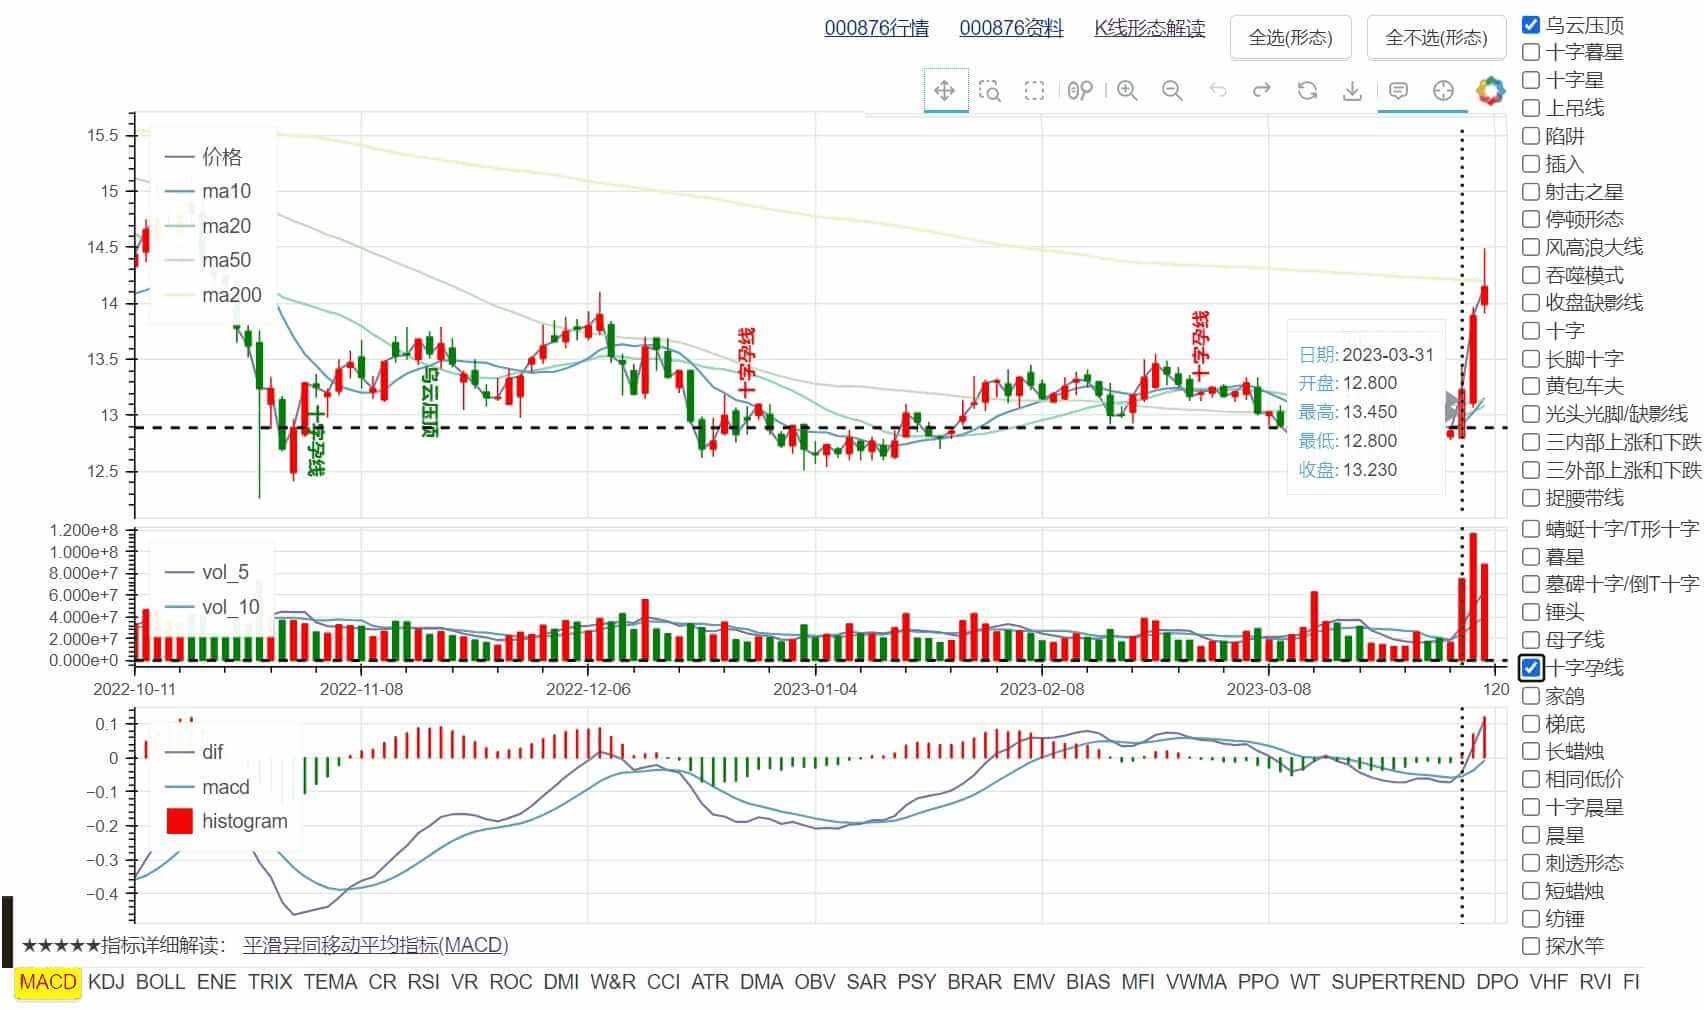 000876行情 000876资料 K线形态解读 全选(形态) 全不选(形态)
15.5
15
14.5
14
13.5
13
12.5
价格
ma10
ma20
ma50
ma200
十字孕线
乌云压顶
十字孕线
十字孕线
日期: 2023-03-31
开盘: 12.800
最高: 13.450
最低: 12.800
收盘: 13.230
1.200e+8
1.000e+8
8.000e+7
6.000e+7
4.000e+7
2.000e+7
0.000e+0
vol_5
vol_10
2022-10-11 2022-11-08 2022-12-06 2023-01-04 2023-02-08 2023-03-08 120
0.1
0
−0.1
−0.2
−0.3
−0.4
dif
macd
histogram
★★★★★指标详细解读： 平滑异同移动平均指标(MACD)
MACD KDJ BOLL ENE TRIX TEMA CR RSI VR ROC DMI W&R CCI ATR DMA OBV SAR PSY BRAR EMV BIAS MFI VWMA PPO WT SUPERTREND DPO VHF RVI FI
乌云压顶
十字暮星
十字星
上吊线
陷阱
插入
射击之星
停顿形态
风高浪大线
吞噬模式
收盘缺影线
十字
长脚十字
黄包车夫
光头光脚/缺影线
三内部上涨和下跌
三外部上涨和下跌
捉腰带线
蜻蜓十字/T形十字
暮星
墓碑十字/倒T十字
锤头
母子线
十字孕线
家鸽
梯底
长蜡烛
相同低价
十字晨星
晨星
刺透形态
短蜡烛
纺锤
探水竿